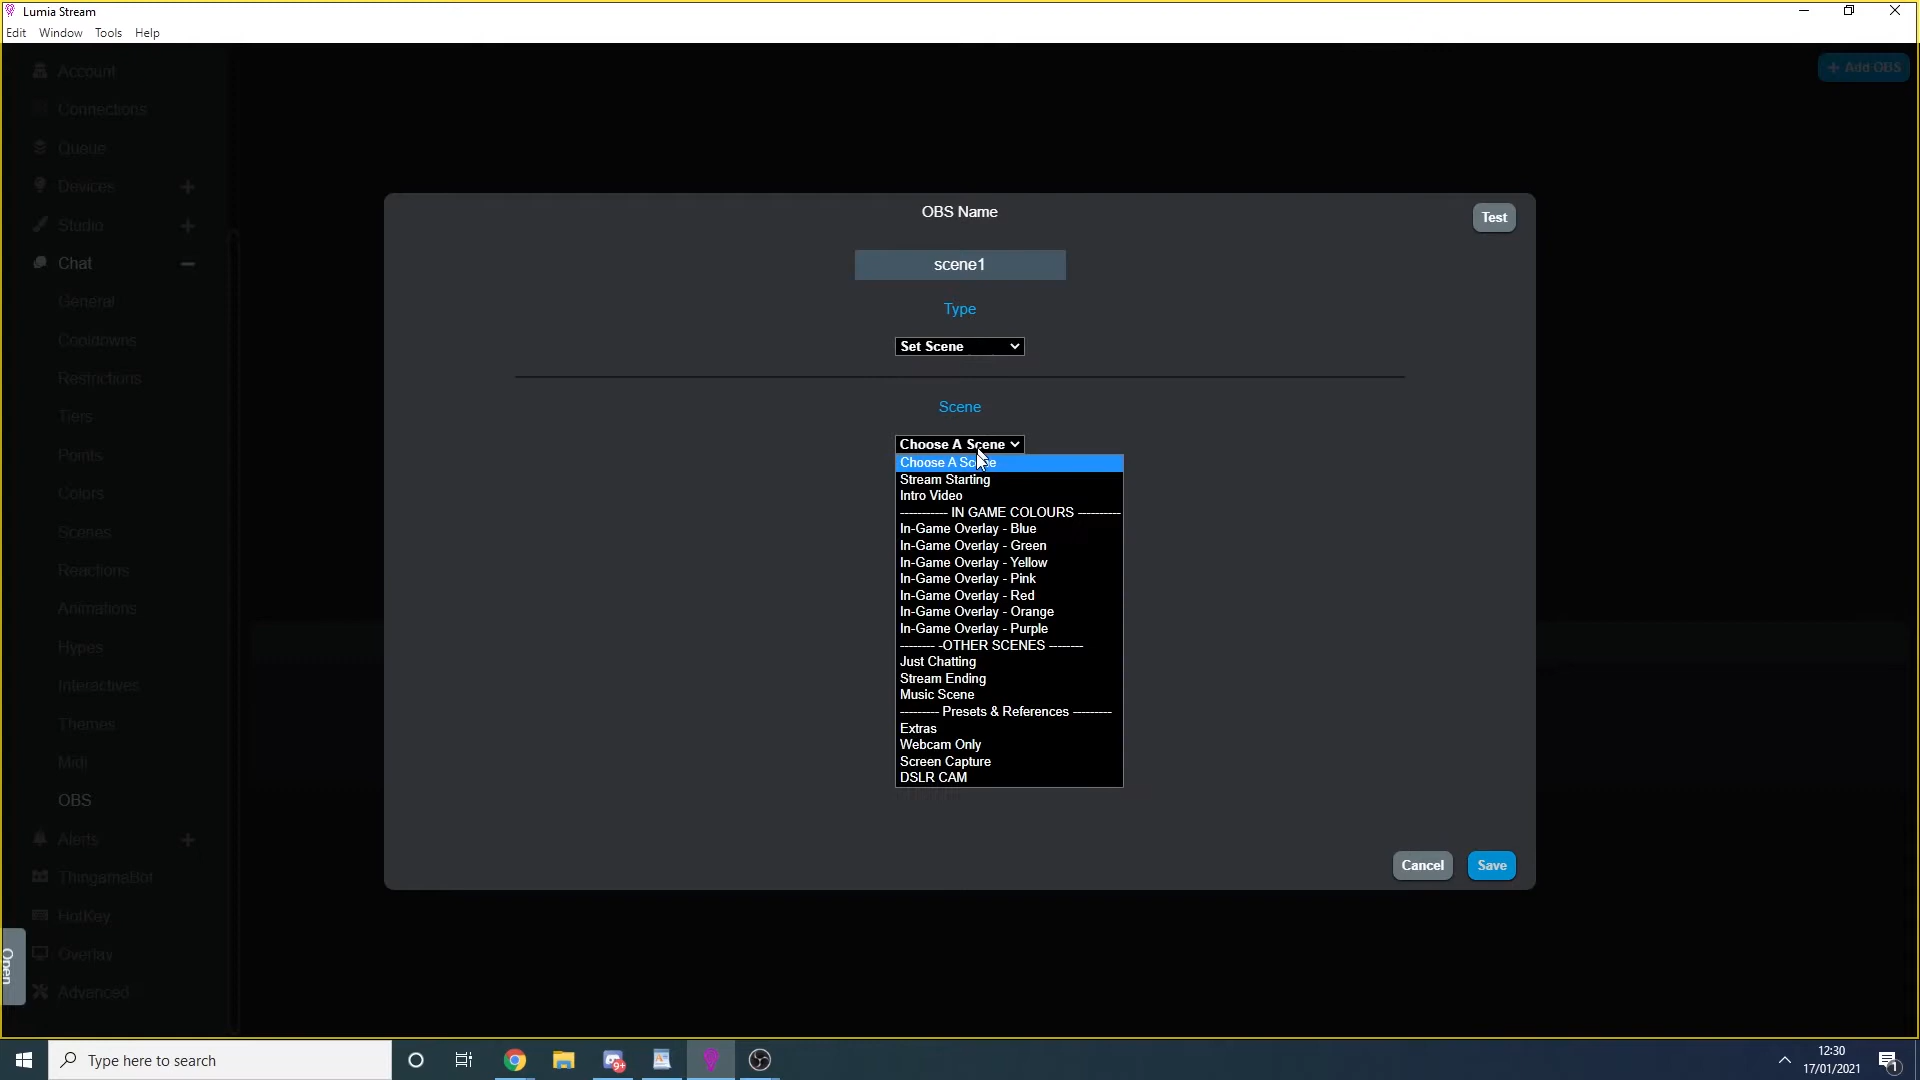 Lumia Stream
Edit Window Tools Help
Account
+ Add OBS
Connections
Queue
Devices +
Studio +
Chat
General
Cooldowns
Restrictions
Tiers
Points
Colors
Scenes
Reactions
Animations
Hypes
Interactives
Themes
Midi
OBS
Alerts +
ThingamaBot
HotKey
Overlay
Advanced
Open
OBS Name
Test
scene1
Type
Set Scene
Scene
Choose A Scene
Choose A Scene
Stream Starting
Intro Video
----------- IN GAME COLOURS ----------
In-Game Overlay - Blue
In-Game Overlay - Green
In-Game Overlay - Yellow
In-Game Overlay - Pink
In-Game Overlay - Red
In-Game Overlay - Orange
In-Game Overlay - Purple
-------- -OTHER SCENES --------
Just Chatting
Stream Ending
Music Scene
--------- Presets & References ---------
Extras
Webcam Only
Screen Capture
DSLR CAM
Cancel Save
Type here to search
9+
12:30
17/01/2021
1